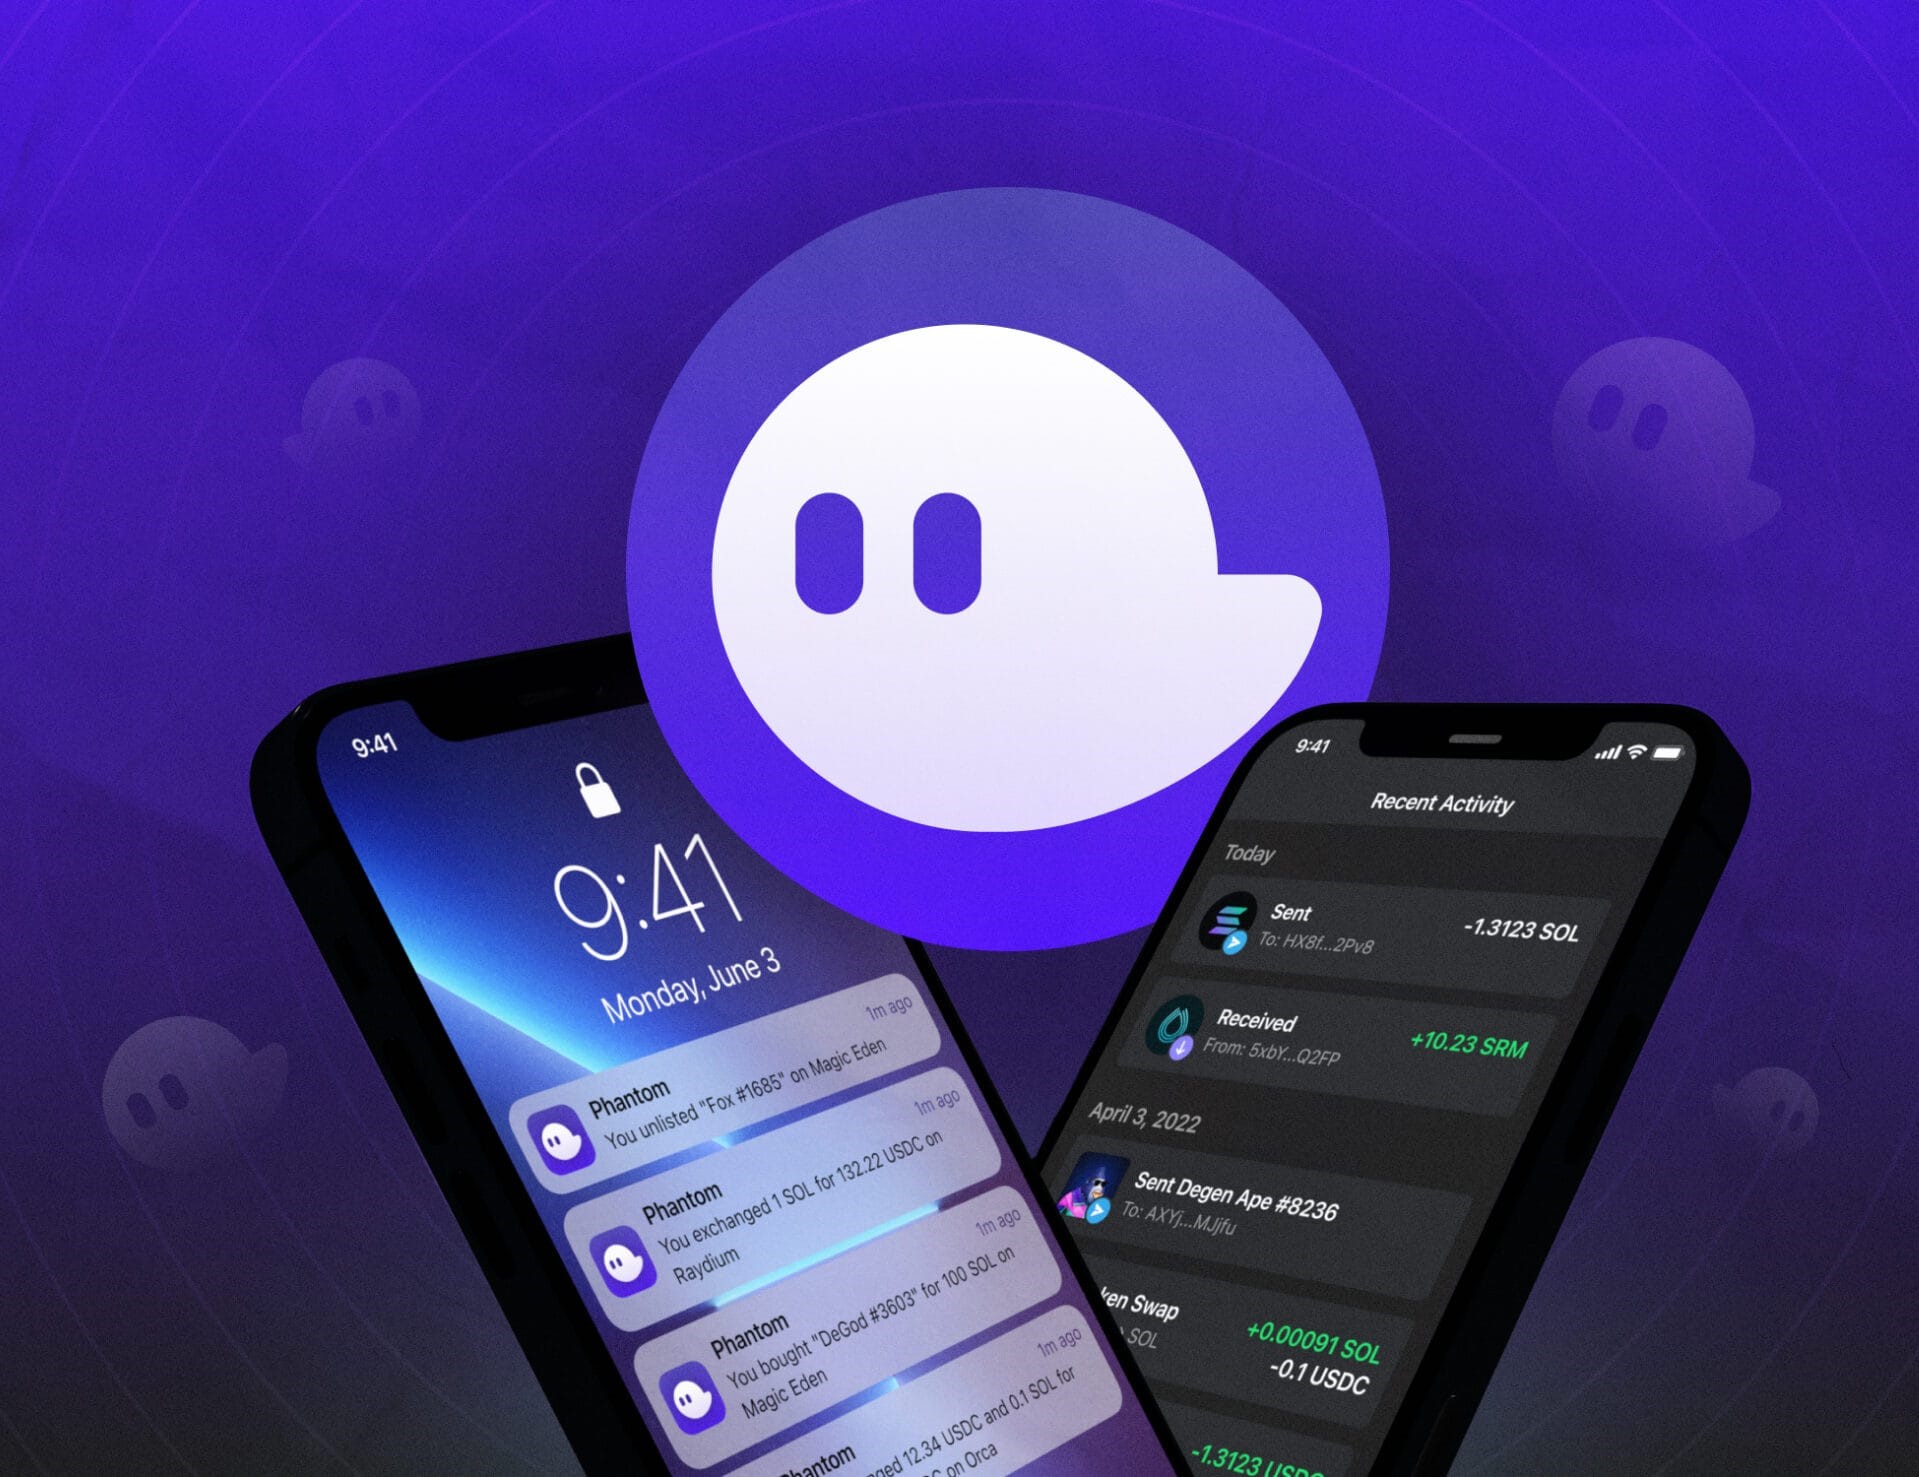 9:41
9:41
Monday, June 3
Phantom
1m ago
You unlisted "Fox #1685" on Magic Eden
Phantom
1m ago
You exchanged 1 SOL for 132.22 USDC on
Raydium
Phantom
1m ago
You bought "DeGod #3603" for 100 SOL on
Magic Eden
1m ago
12.34 USDC and 0.1 SOL for
on Orca
9:41
Recent Activity
Today
Sent
-1.3123 SOL
To: HX8f...2Pv8
Received
+10.23 SRM
From: 5xbY...Q2FP
April 3, 2022
Sent Degen Ape #8236
To: AXYj...MJjfu
Swap
+0.00091 SOL
SOL
-0.1 USDC
-1.3123 USDC